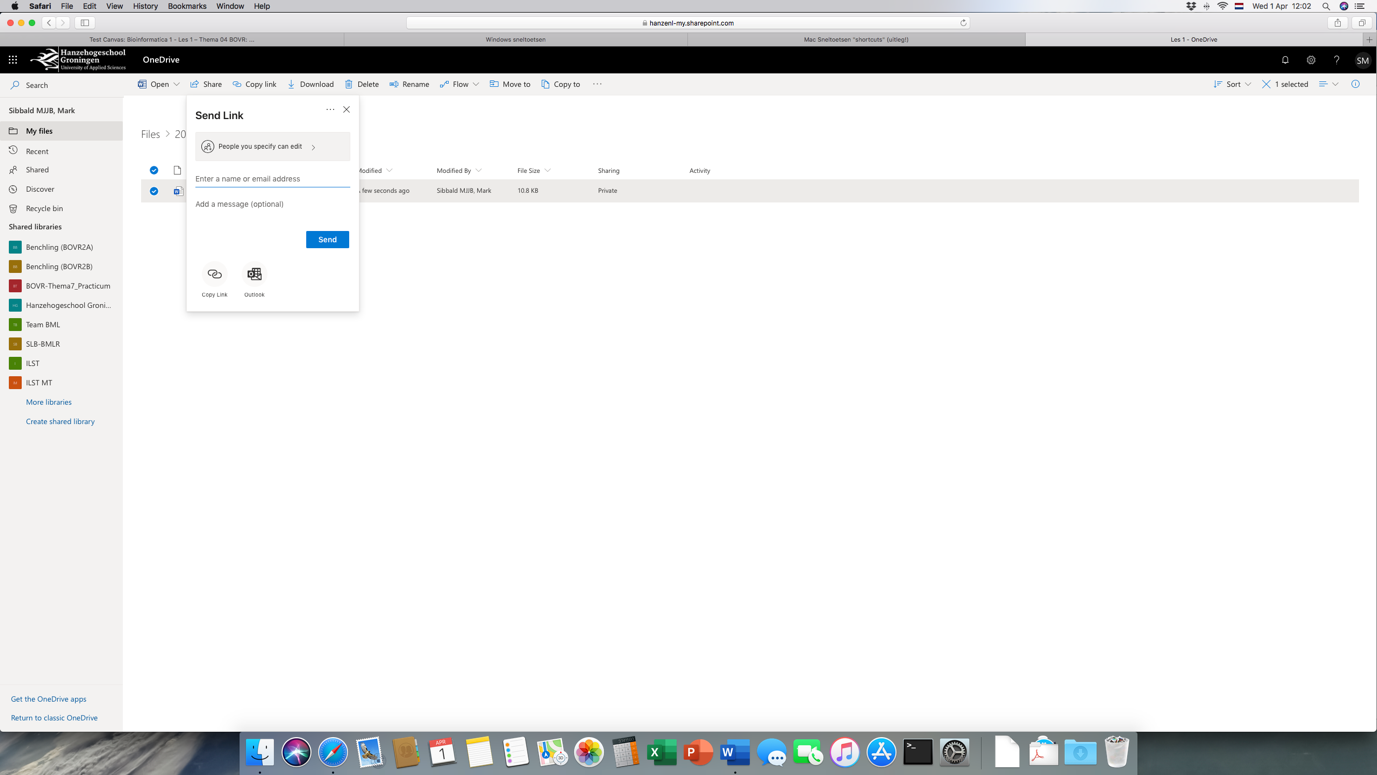 Safari File Edit View History Bookmarks Window Help Wed 1 Apr 12:02
hanzenl-my.sharepoint.com
Test Canvas: Bioinformatica 1 – Les 1 – Thema 04 BOVR: ... Windows sneltoetsen Mac Sneltoetsen "shortcuts" (uitleg!) Les 1 - OneDrive
Hanzehogeschool
Groningen
University of Applied Sciences
OneDrive
SM
Search
Open Share Copy link Download Delete Rename Flow Move to Copy to ... Sort 1 selected
Sibbald MJJB, Mark
My files
Recent
Shared
Discover
Recycle bin
Shared libraries
Benchling (BOVR2A)
Benchling (BOVR2B)
BOVR-Thema7_Practicum
Hanzehogeschool Groni...
Team BML
SLB-BMLR
ILST
ILST MT
More libraries
Create shared library
Get the OneDrive apps
Return to classic OneDrive
Files > 20
Modified Modified By File Size Sharing Activity
few seconds ago Sibbald MJJB, Mark 10.8 KB Private
Send Link
People you specify can edit
Enter a name or email address
Add a message (optional)
Send
Copy Link Outlook
APR
1